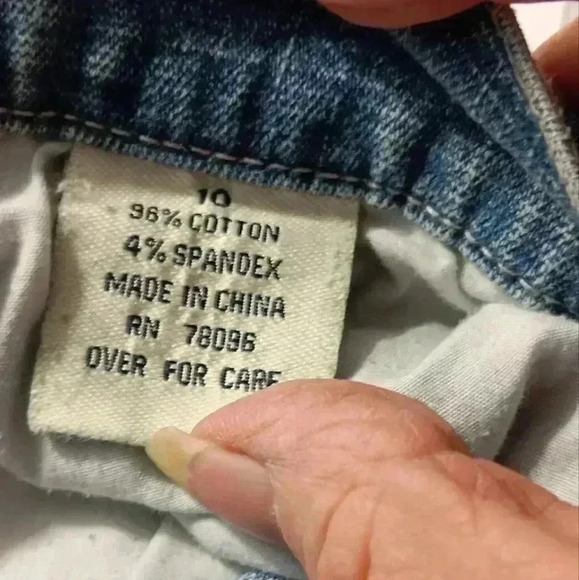 10
96% COTTON
4% SPANDEX
MADE IN CHINA
RN 78096
OVER FOR CARE